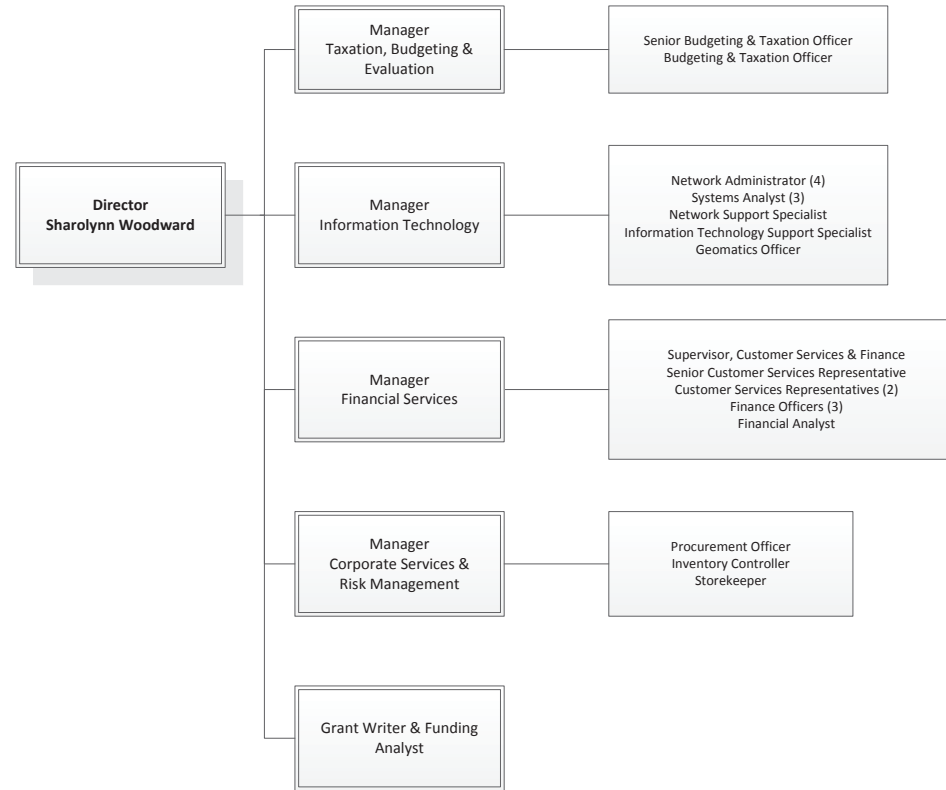 Manager
Taxation, Budgeting &
Evaluation
Senior Budgeting & Taxation Officer
Budgeting & Taxation Officer
Director
Sharolynn Woodward
Manager
Information Technology
Network Administrator (4)
Systems Analyst (3)
Network Support Specialist
Information Technology Support Specialist
Geomatics Officer
Manager
Financial Services
Supervisor, Customer Services & Finance
Senior Customer Services Representative
Customer Services Representatives (2)
Finance Officers (3)
Financial Analyst
Manager
Corporate Services &
Risk Management
Procurement Officer
Inventory Controller
Storekeeper
Grant Writer & Funding
Analyst